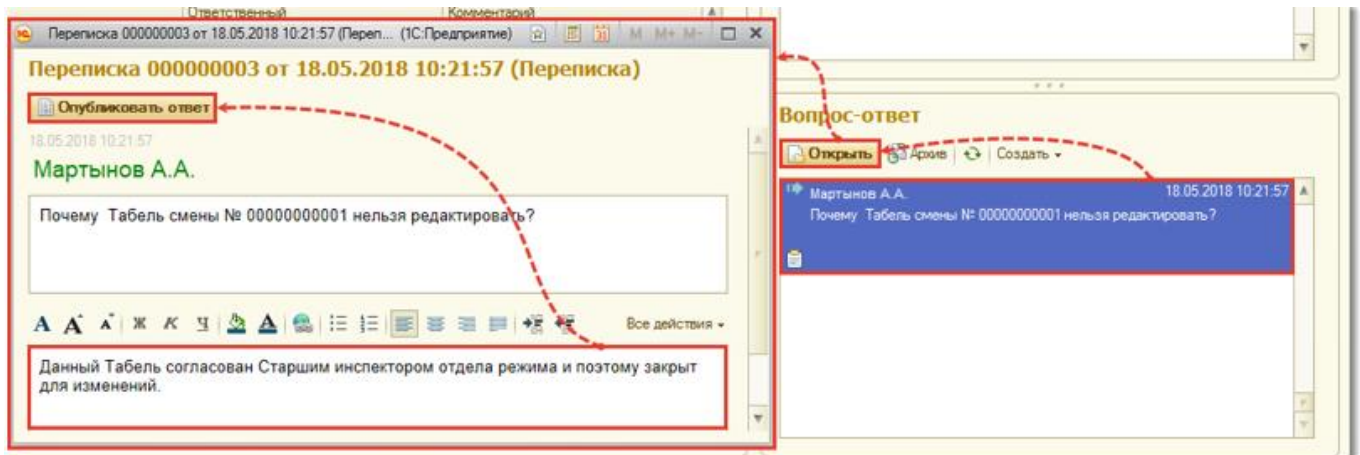 Ответственный Комментарий
Переписка 000000003 от 18.05.2018 10:21:57 (Переп... (1С:Предприятие) M M+ M-
Переписка 000000003 от 18.05.2018 10:21:57 (Переписка)
Опубликовать ответ
18.05.2018 10:21:57
Мартынов А.А.
Почему Табель смены № 00000000001 нельзя редактировать?
А А А Ж К Ч А Все действия
Данный Табель согласован Старшим инспектором отдела режима и поэтому закрыт
для изменений.
Вопрос-ответ
Открыть Архив Создать
Мартынов А.А. 18.05.2018 10:21:57
Почему Табель смены № 00000000001 нельзя редактировать?